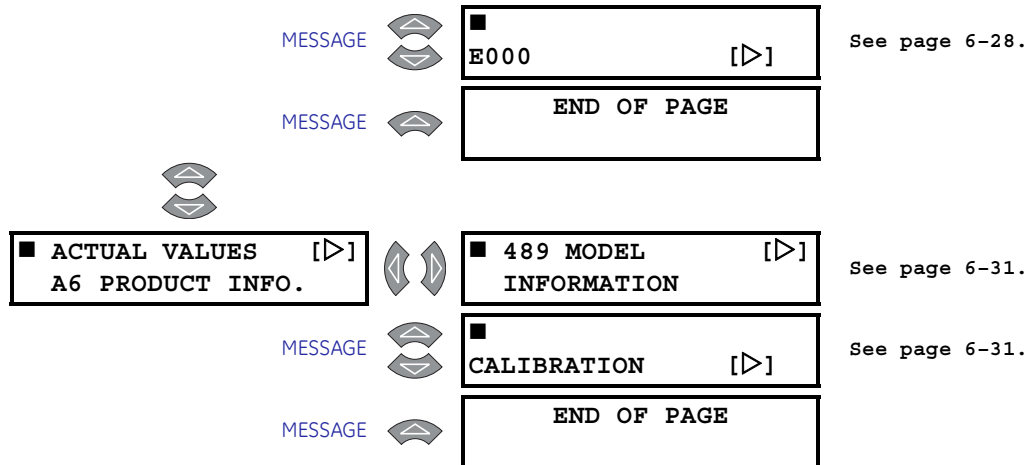 MESSAGE
■
E000 [▷]
See page 6-28.
MESSAGE
END OF PAGE
■ ACTUAL VALUES [▷]
A6 PRODUCT INFO.
■ 489 MODEL [▷]
INFORMATION
See page 6-31.
MESSAGE
■
CALIBRATION [▷]
See page 6-31.
MESSAGE
END OF PAGE